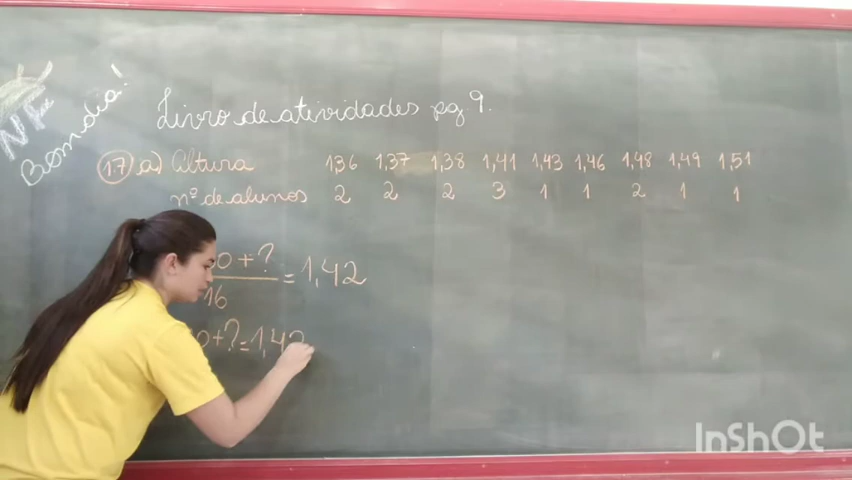 Bom dia!
Livro de atividades pg 9.
17 a) Altura 1,36 1,37 1,38 1,41 1,43 1,46 1,48 1,49 1,51
nº de alunos 2 2 2 3 1 1 2 1 1
0 + ? = 1,42
16
0 + ? = 1,42
InShOt